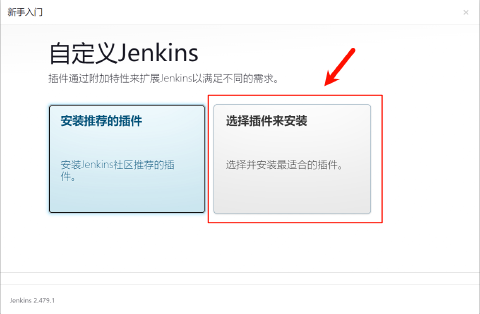 新手入门
×
自定义Jenkins
插件通过附加特性来扩展Jenkins以满足不同的需求。
安装推荐的插件
安装Jenkins社区推荐的插
件。
选择插件来安装
选择并安装最适合的插件。
Jenkins 2.479.1